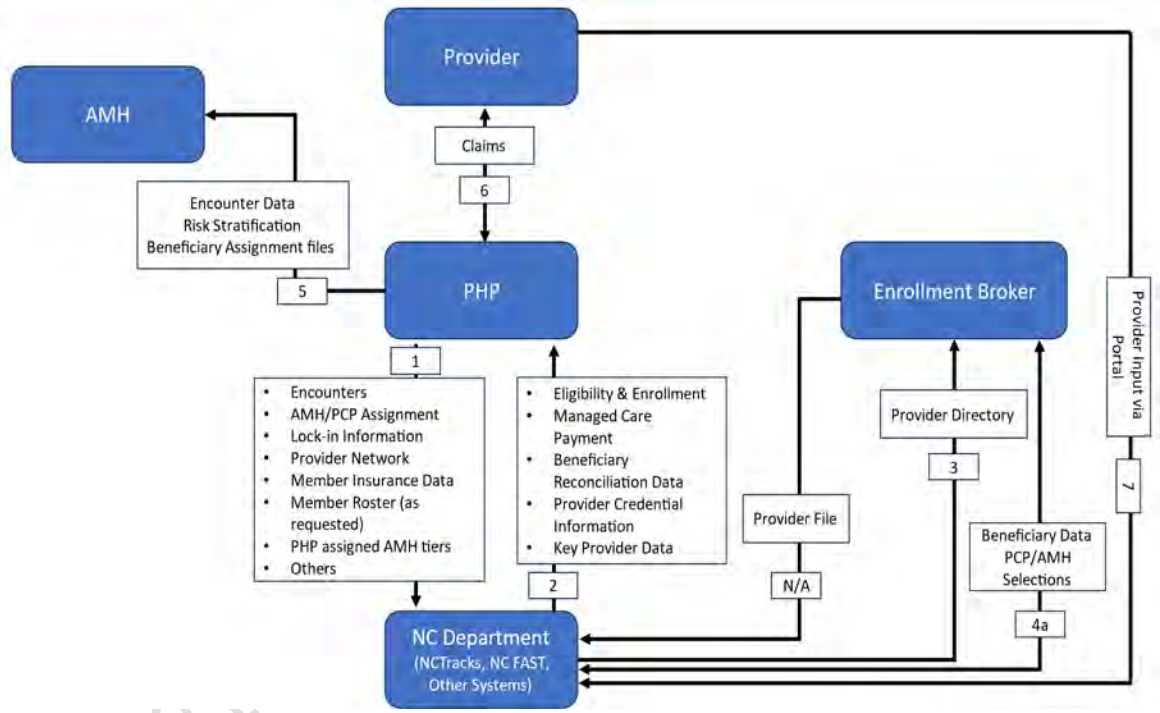 Provider
AMH
Claims
6
Encounter Data
Risk Stratification
Beneficiary Assignment files
5
PHP
Enrollment Broker
Provider Input via
Portal
7
1
• Encounters
• AMH/PCP Assignment
• Lock-in Information
• Provider Network
• Member Insurance Data
• Member Roster (as
requested)
• PHP assigned AMH tiers
• Others
• Eligibility & Enrollment
• Managed Care
Payment
• Beneficiary
Reconciliation Data
• Provider Credential
Information
• Key Provider Data
2
Provider Directory
3
Provider File
N/A
Beneficiary Data
PCP/AMH
Selections
4a
NC Department
(NCTracks, NC FAST,
Other Systems)